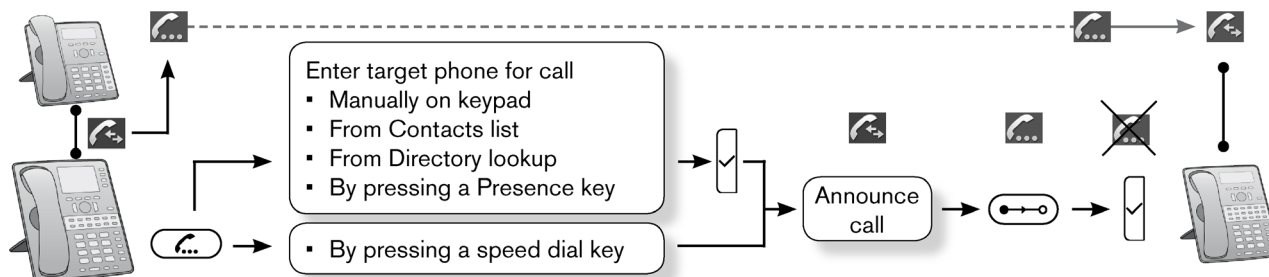 Enter target phone for call
▪ Manually on keypad
▪ From Contacts list
▪ From Directory lookup
▪ By pressing a Presence key
▪ By pressing a speed dial key
Announce
call